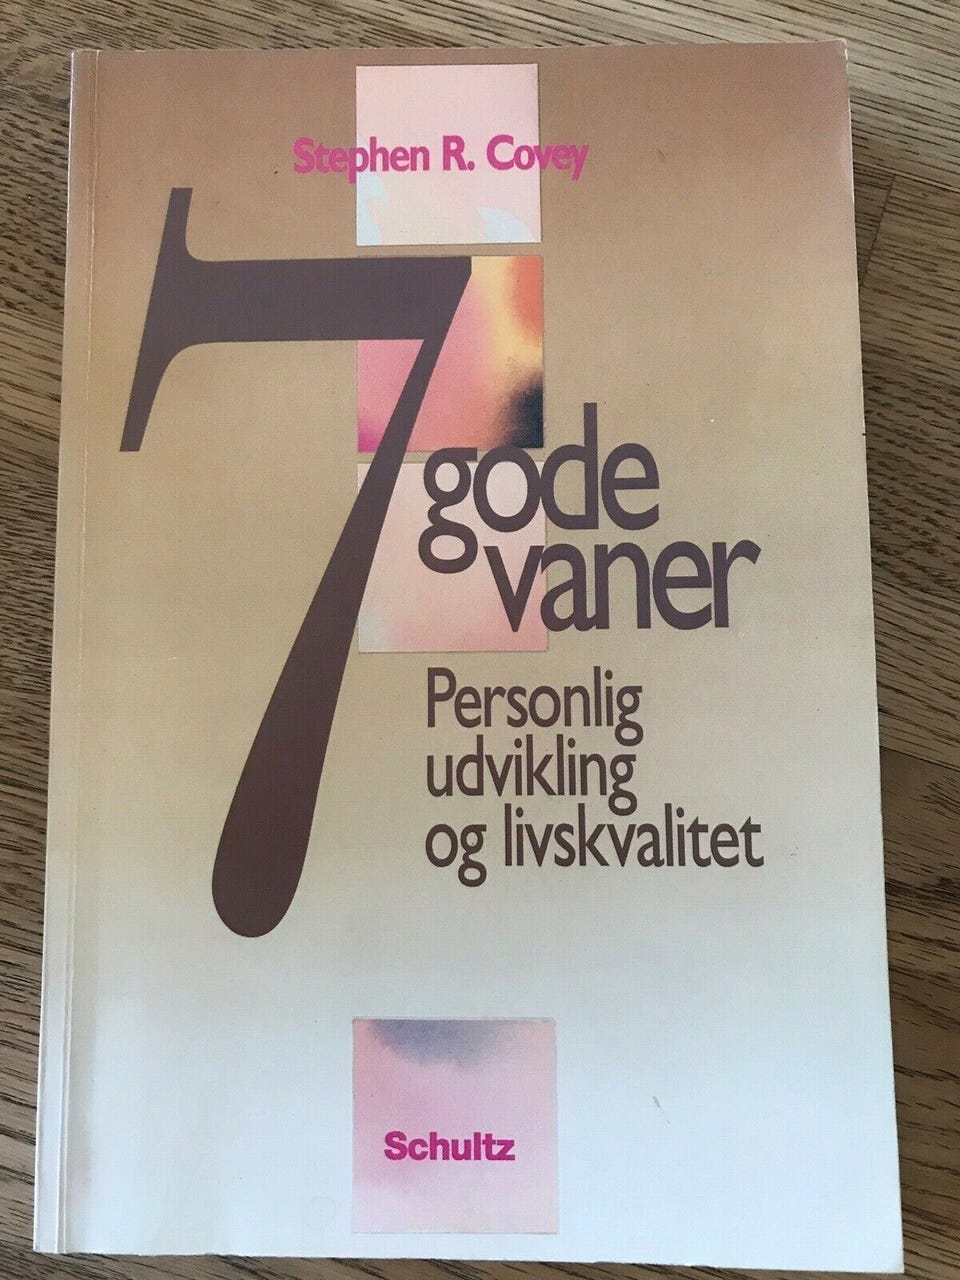 Stephen R. Covey
7
gode
vaner
Personlig
udvikling
og livskvalitet
Schultz